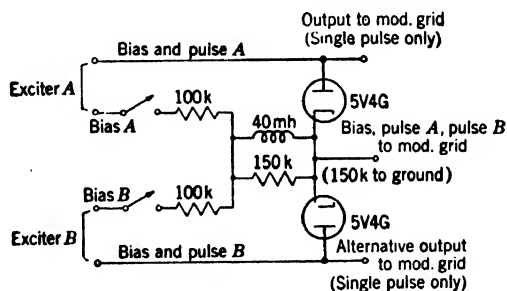 Output to mod. grid
(Single pulse only)
Bias and pulse A
Exciter A
100k
5V4G
Bias A
40mh
Bias, pulse A, pulse B
to mod. grid
150k
(150k to ground)
Bias B
100k
5V4G
Exciter B
Bias and pulse B
Alternative output
to mod. grid
(Single pulse only)